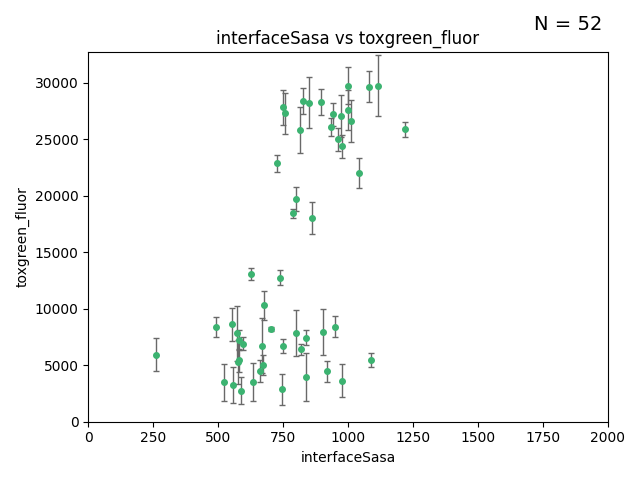 N = 52
interfaceSasa vs toxgreen_fluor
30000
25000
20000
15000
10000
5000
0
toxgreen_fluor
0 250 500 750 1000 1250 1500 1750 2000
interfaceSasa